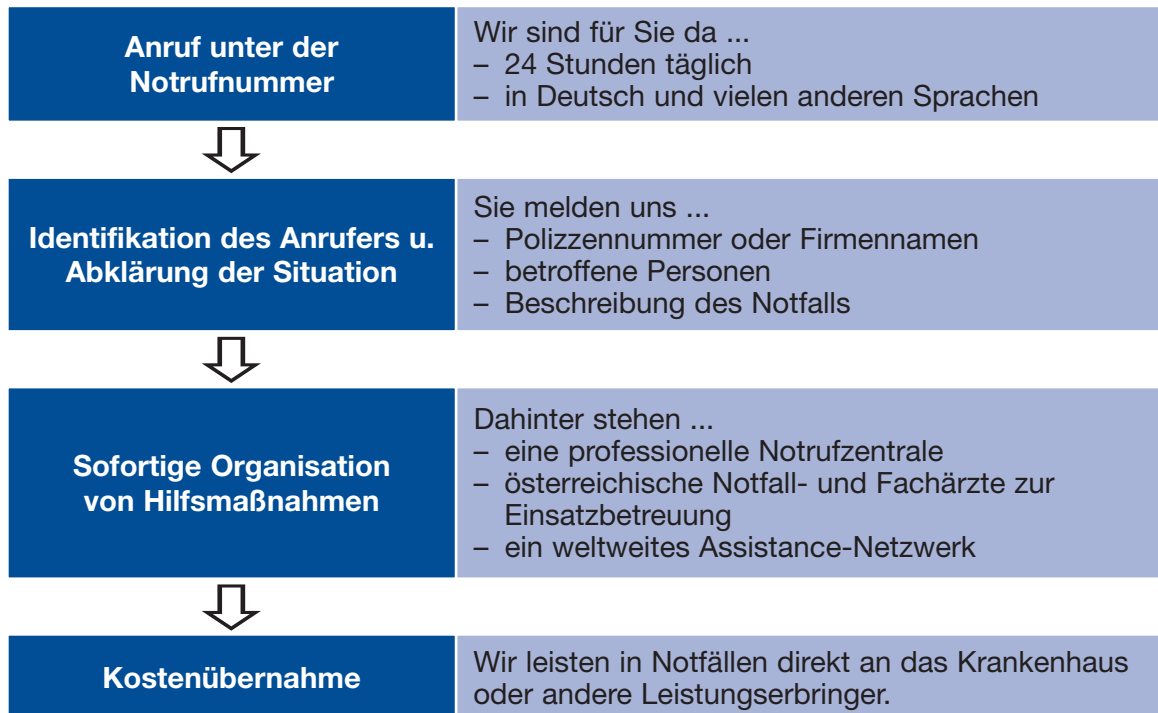 Anruf unter der
Notrufnummer
Wir sind für Sie da ...
– 24 Stunden täglich
– in Deutsch und vielen anderen Sprachen
Identifikation des Anrufers u.
Abklärung der Situation
Sie melden uns ...
– Polizzennummer oder Firmennamen
– betroffene Personen
– Beschreibung des Notfalls
Sofortige Organisation
von Hilfsmaßnahmen
Dahinter stehen ...
– eine professionelle Notrufzentrale
– österreichische Notfall- und Fachärzte zur
Einsatzbetreuung
– ein weltweites Assistance-Netzwerk
Kostenübernahme
Wir leisten in Notfällen direkt an das Krankenhaus
oder andere Leistungserbringer.